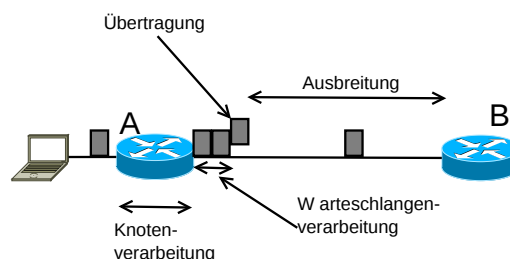 Übertragung
Ausbreitung
A
B
W arteschlangen-
verarbeitung
Knoten-
verarbeitung